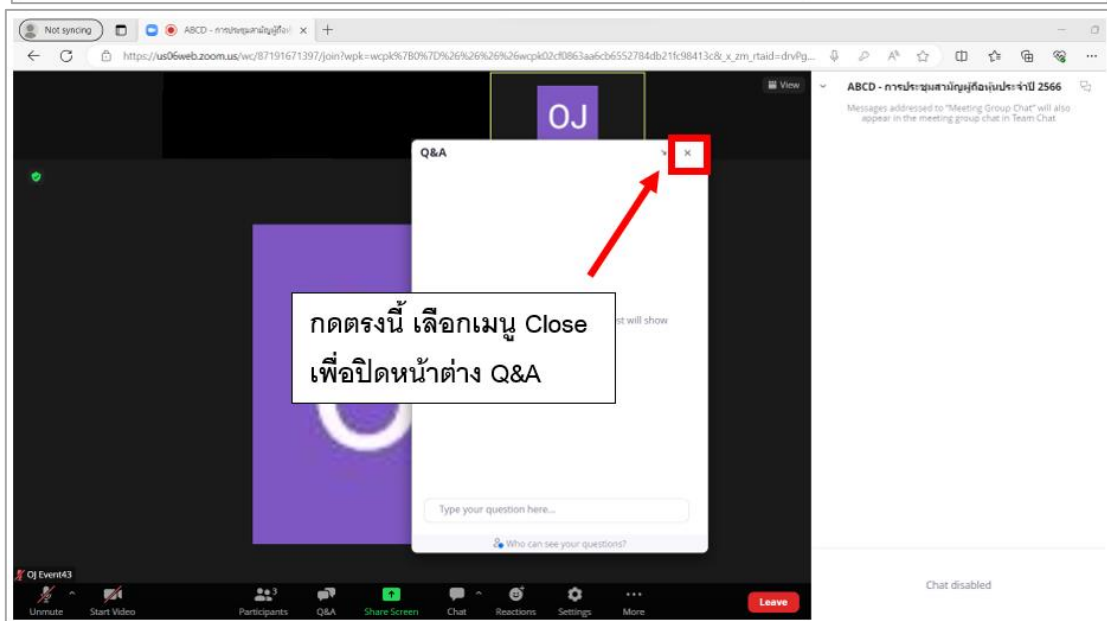 Not syncing
ABCD - การประชุมสามัญผู้ถือหุ้น
https://us06web.zoom.us/wc/87191671397/join?wpk=wcpk%7B0%7D%26%26%26%26wcpk02cf0863aa6cb6552784db21fc98413c&_x_zm_rtaid=drvPg...
View
ABCD - การประชุมสามัญผู้ถือหุ้นประจำปี 2566
Messages addressed to "Meeting Group Chat" will also
appear in the meeting group chat in Team Chat
OJ
Q&A
กดตรงนี้ เลือกเมนู Close
เพื่อปิดหน้าต่าง Q&A
st will show
Type your question here...
Who can see your questions?
OJ Event43
Chat disabled
3
Unmute Start Video Participants Q&A Share Screen Chat Reactions Settings More Leave